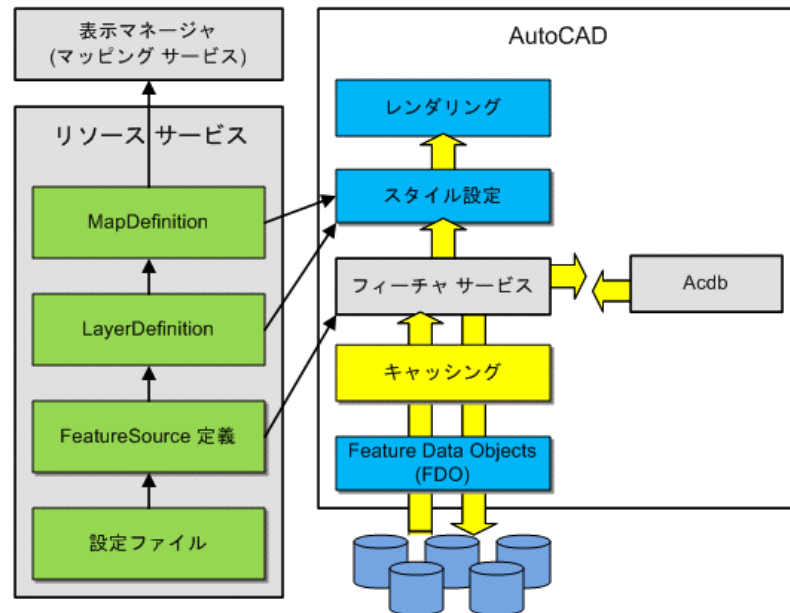 表示マネージャ
(マッピング サービス)
リソース サービス
MapDefinition
LayerDefinition
FeatureSource 定義
設定ファイル
AutoCAD
レンダリング
スタイル設定
フィーチャ サービス
Acdb
キャッシング
Feature Data Objects
(FDO)